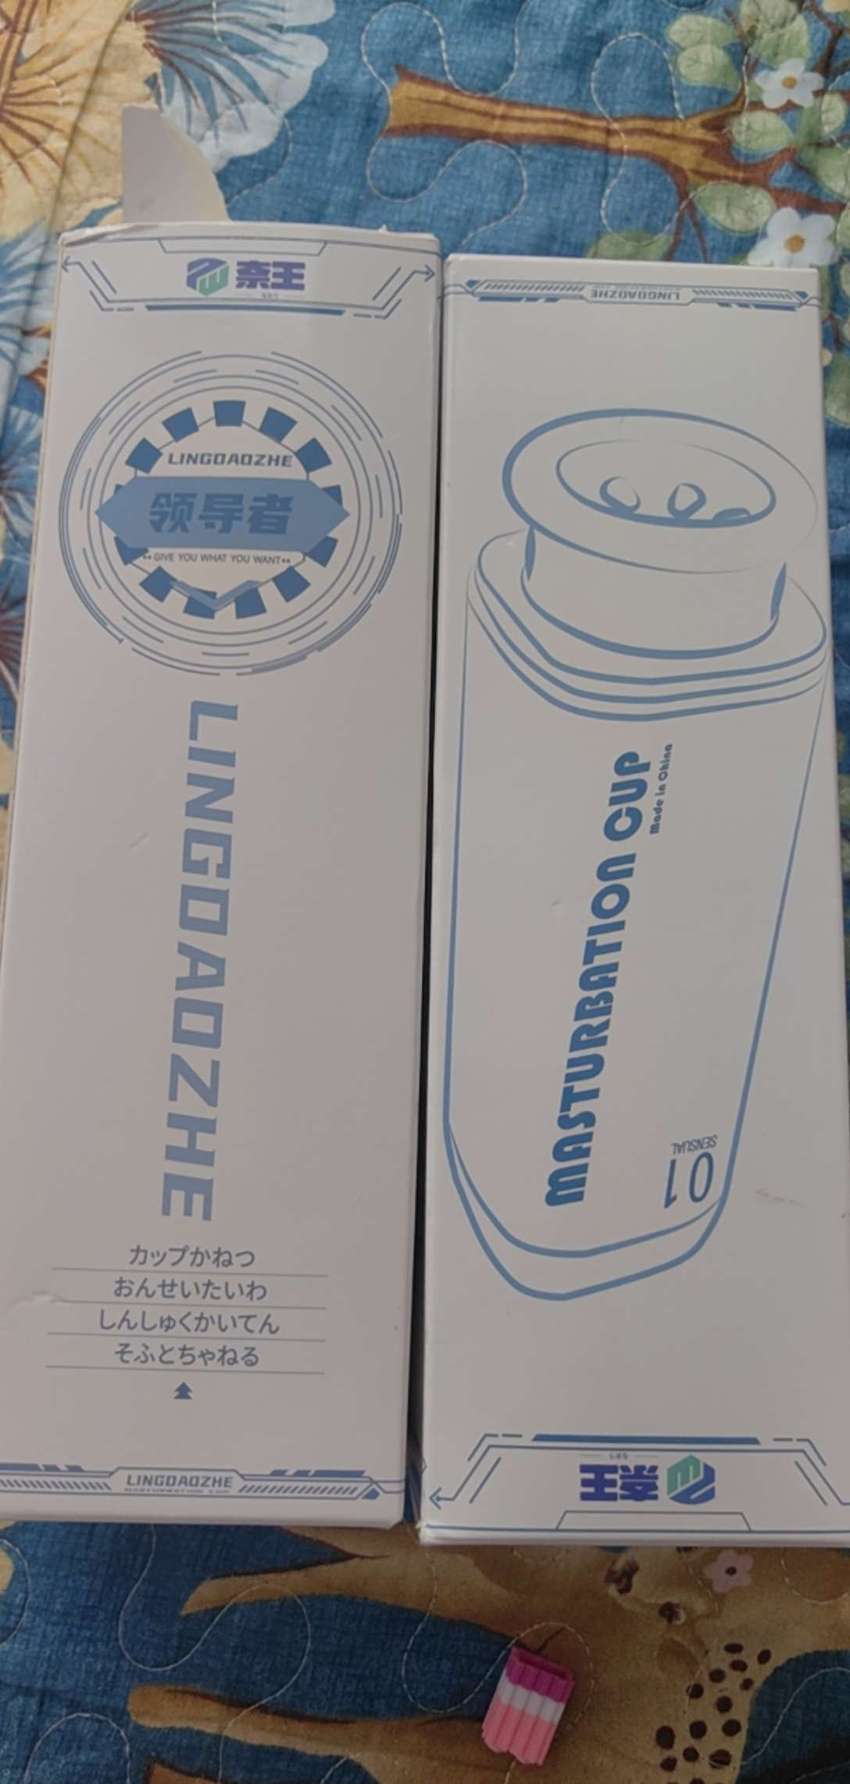 奈王
LINGDAOZHE
领导者
GIVE YOU WHAT YOU WANT
LINGDAOZHE
カップかねつ
おんせいたいわ
しんしゅくかいてん
そふとちゃねる
LINGDAOZHE
LINGDAOZHE
MASTURBATION CUP
Made in China
01
SENSUAL
奈王